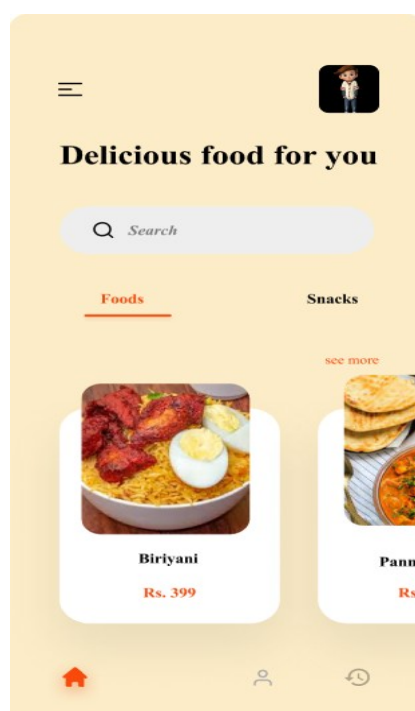 Delicious food for you
Search
Foods Snacks
see more
Biriyani
Rs. 399